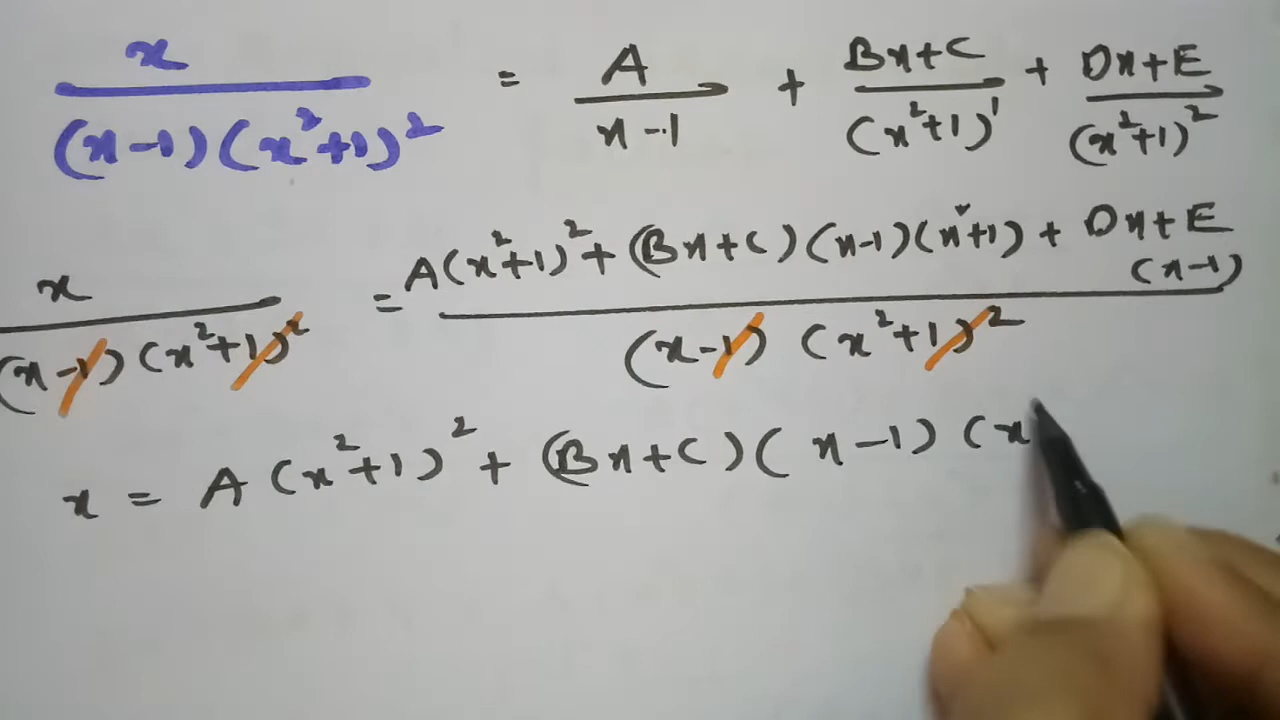 x/((x-1)(x²+1)²) = A/(x-1) + (Bx+C)/(x²+1)¹ + (Dx+E)/(x²+1)²
x/((x-1)(x²+1)²) = (A(x²+1)² + (Bx+C)(x-1)(x²+1) + Dx+E (x-1))/((x-1)(x²+1)²)
x = A(x²+1)² + (Bx+C)(x-1)(x